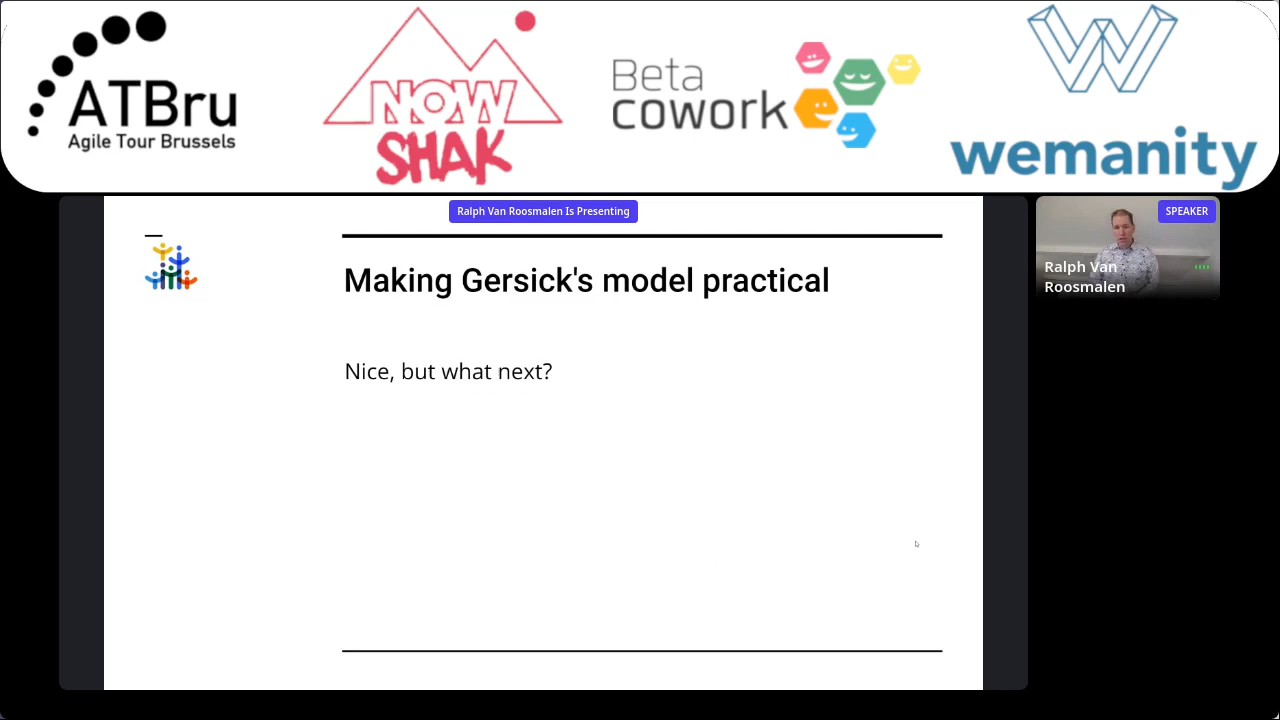 ATBru
Agile Tour Brussels
NOW
SHAK
Beta
cowork
wemanity
Ralph Van Roosmalen Is Presenting
SPEAKER
Ralph Van
Roosmalen
Making Gersick's model practical
Nice, but what next?